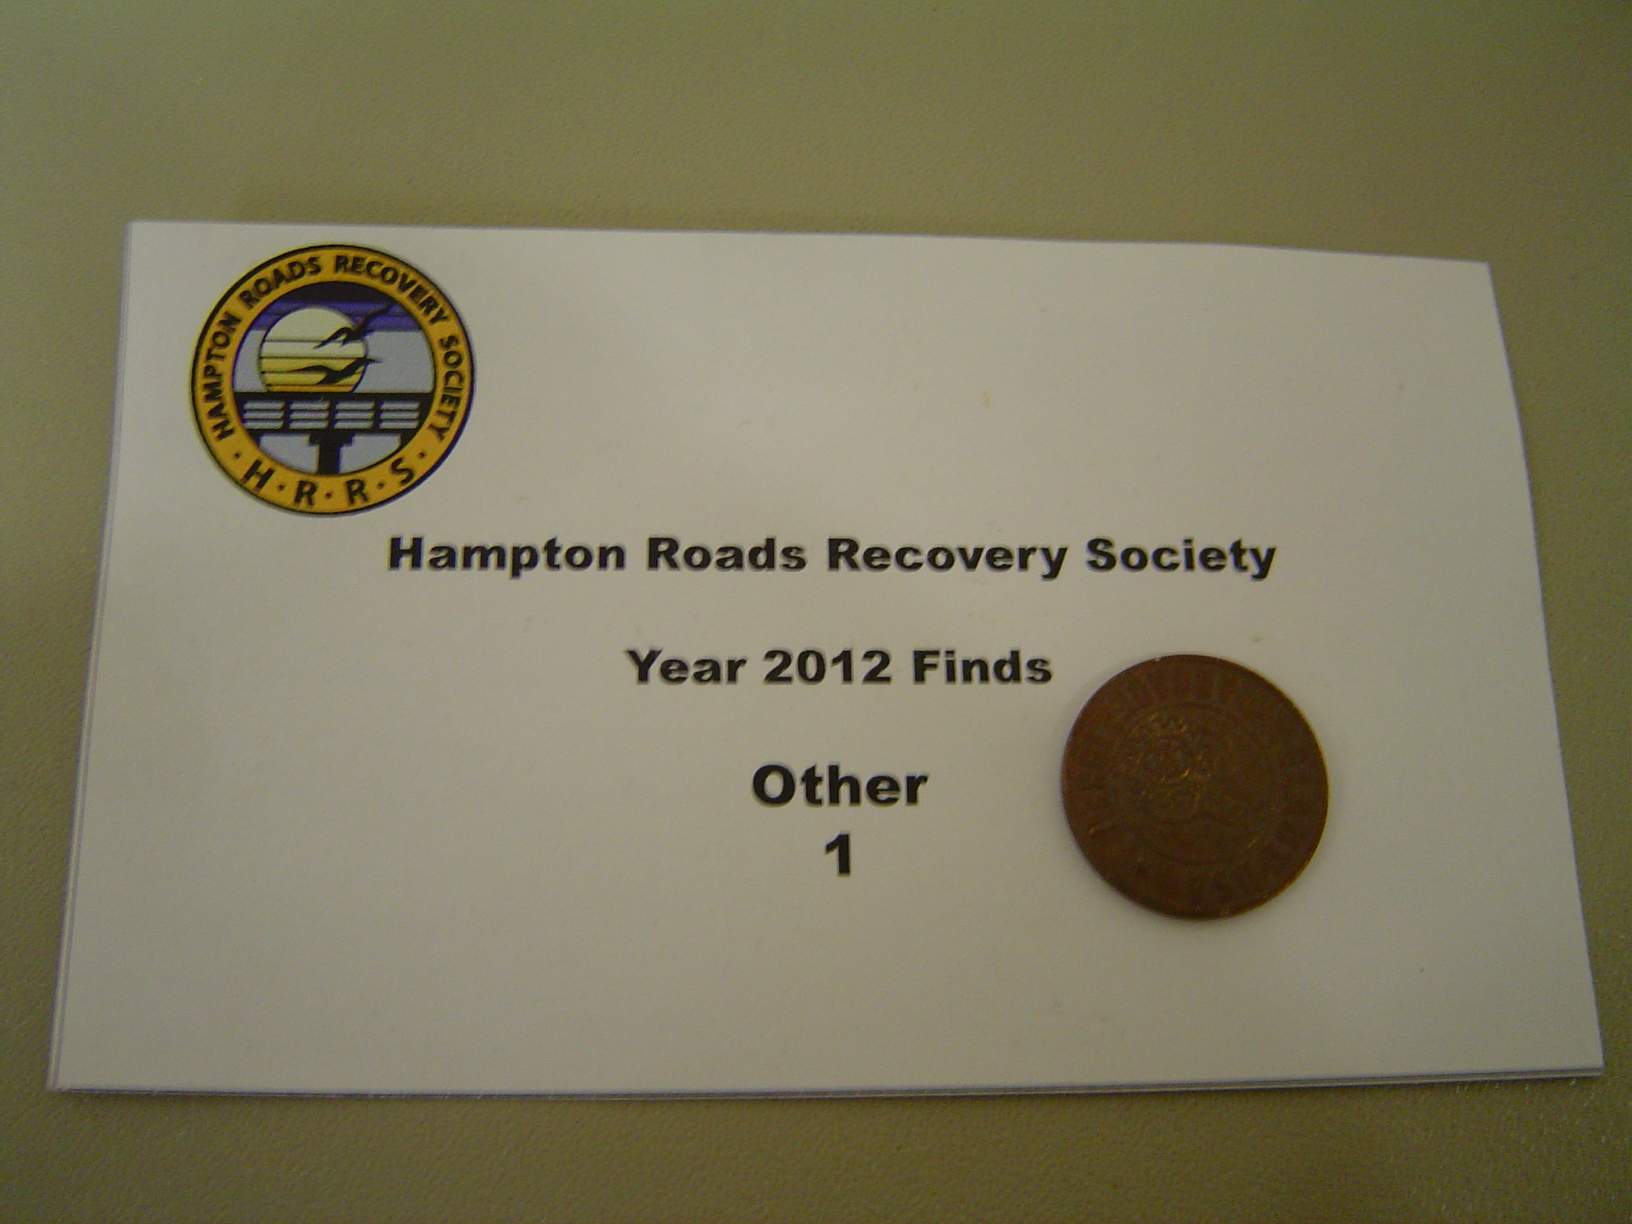 HAMPTON ROADS RECOVERY SOCIETY
· H · R · R · S ·
Hampton Roads Recovery Society
Year 2012 Finds
Other
1